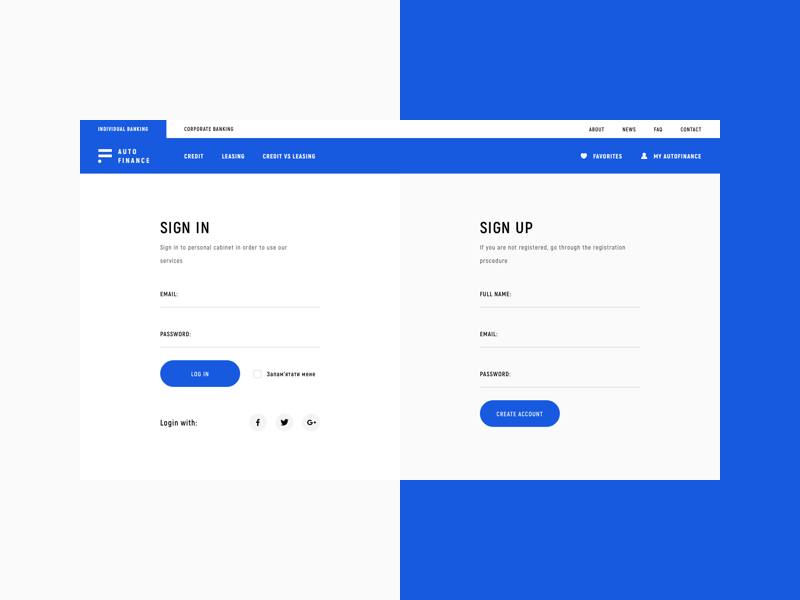 INDIVIDUAL BANKING
CORPORATE BANKING
ABOUT
NEWS
FAQ
CONTACT
AUTO
FINANCE
CREDIT
LEASING
CREDIT VS LEASING
FAVORITES
MY AUTOFINANCE
SIGN IN
Sign in to personal cabinet in order to use our
services
EMAIL:
PASSWORD:
LOG IN
Запам'ятати мене
Login with:
G+
SIGN UP
If you are not registered, go through the registration
procedure
FULL NAME:
EMAIL:
PASSWORD:
CREATE ACCOUNT